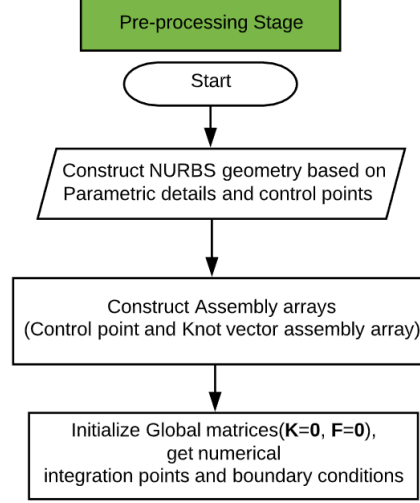 Pre-processing Stage
Start
Construct NURBS geometry based on
Parametric details and control points
Construct Assembly arrays
(Control point and Knot vector assembly array)
Initialize Global matrices(K=0, F=0),
get numerical
integration points and boundary conditions